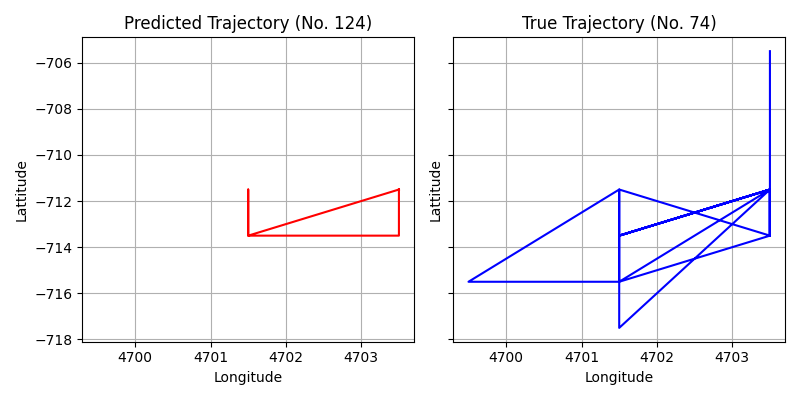 Predicted Trajectory (No. 124)
True Trajectory (No. 74)
−706
−708
−710
−712
−714
−716
−718
Lattitude
Lattitude
4700
4701
4702
4703
4700
4701
4702
4703
Longitude
Longitude